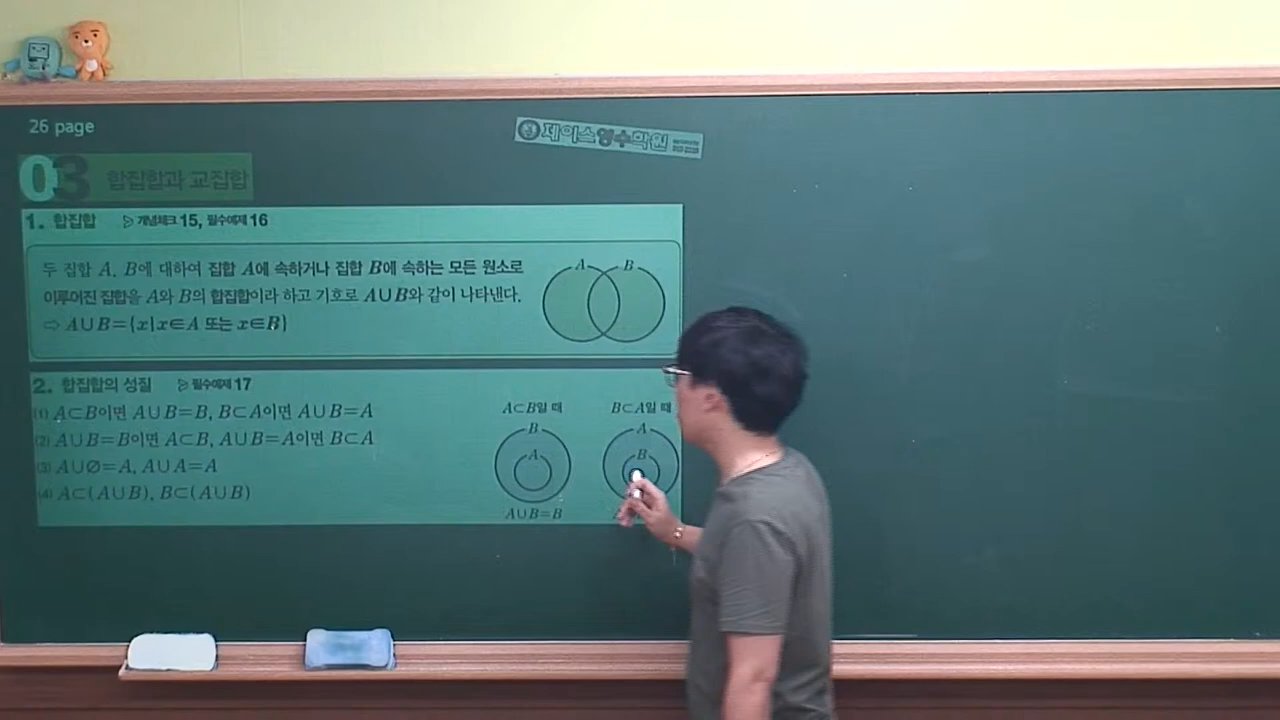 26 page
제이스영수학원
03 합집합과 교집합
1. 합집합 ▷ 개념체크 15, 필수예제 16
두 집합 A, B에 대하여 집합 A에 속하거나 집합 B에 속하는 모든 원소로
이루어진 집합을 A와 B의 합집합이라 하고 기호로 A∪B와 같이 나타낸다.
⇨ A∪B={x|x∈A 또는 x∈B}
A B
2. 합집합의 성질 ▷ 필수예제 17
(1) A⊂B이면 A∪B=B, B⊂A이면 A∪B=A
(2) A∪B=B이면 A⊂B, A∪B=A이면 B⊂A
(3) A∪∅=A, A∪A=A
(4) A⊂(A∪B), B⊂(A∪B)
A⊂B일 때
B
A
A∪B=B
B⊂A일 때
A
B